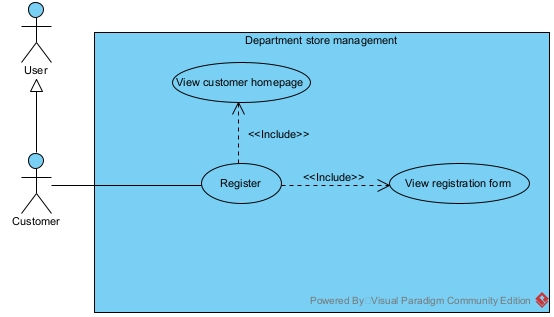 Department store management
User
View customer homepage
<<Include>>
<<Include>>
Register
View registration form
Customer
Powered By Visual Paradigm Community Edition